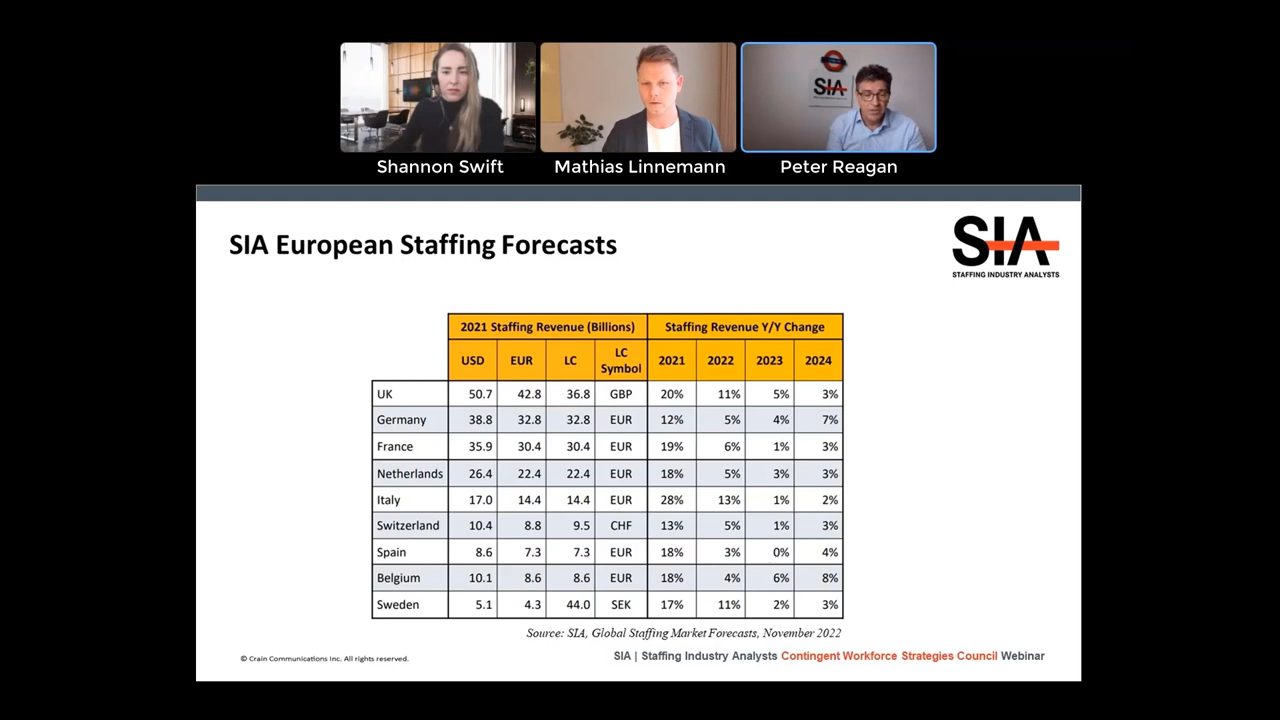 SIA
Shannon Swift
Mathias Linnemann
Peter Reagan
SIA European Staffing Forecasts
SIA
STAFFING INDUSTRY ANALYSTS
2021 Staffing Revenue (Billions) Staffing Revenue Y/Y Change
USD EUR LC LC Symbol 2021 2022 2023 2024
UK 50.7 42.8 36.8 GBP 20% 11% 5% 3%
Germany 38.8 32.8 32.8 EUR 12% 5% 4% 7%
France 35.9 30.4 30.4 EUR 19% 6% 1% 3%
Netherlands 26.4 22.4 22.4 EUR 18% 5% 3% 3%
Italy 17.0 14.4 14.4 EUR 28% 13% 1% 2%
Switzerland 10.4 8.8 9.5 CHF 13% 5% 1% 3%
Spain 8.6 7.3 7.3 EUR 18% 3% 0% 4%
Belgium 10.1 8.6 8.6 EUR 18% 4% 6% 8%
Sweden 5.1 4.3 44.0 SEK 17% 11% 2% 3%
Source: SIA, Global Staffing Market Forecasts, November 2022
© Crain Communications Inc. All rights reserved.
SIA | Staffing Industry Analysts Contingent Workforce Strategies Council Webinar